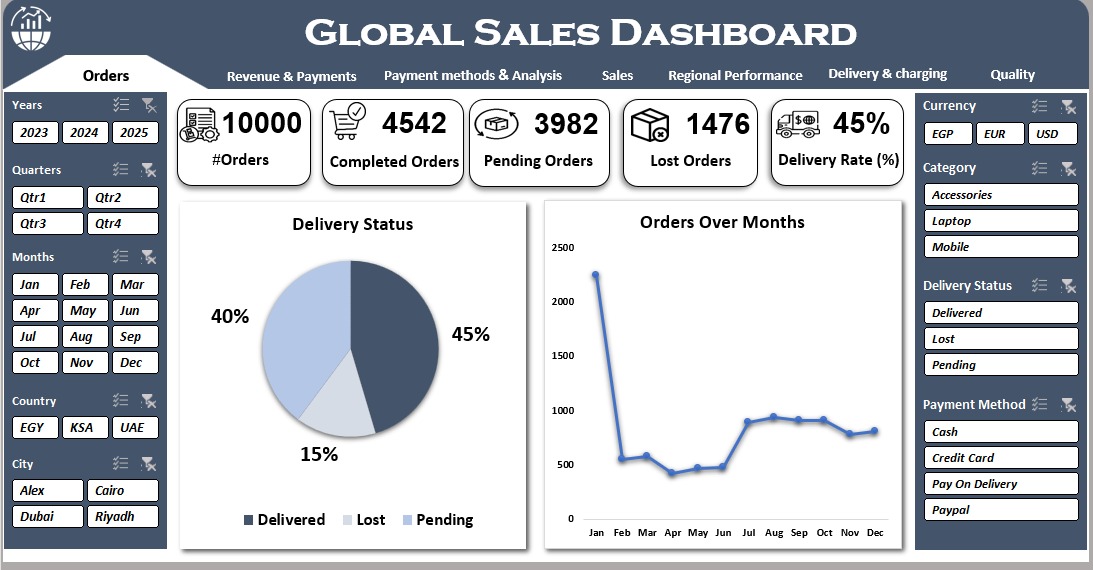 GLOBAL SALES DASHBOARD
Orders
Revenue & Payments
Payment methods & Analysis
Sales
Regional Performance
Delivery & charging
Quality
Years
2023 2024 2025
Quarters
Qtr1 Qtr2
Qtr3 Qtr4
Months
Jan Feb Mar
Apr May Jun
Jul Aug Sep
Oct Nov Dec
Country
EGY KSA UAE
City
Alex Cairo
Dubai Riyadh
10000
#Orders
4542
Completed Orders
3982
Pending Orders
1476
Lost Orders
45%
Delivery Rate (%)
Delivery Status
40%
45%
15%
Delivered Lost Pending
Orders Over Months
2500
2000
1500
1000
500
0
Jan Feb Mar Apr May Jun Jul Aug Sep Oct Nov Dec
Currency
EGP EUR USD
Category
Accessories
Laptop
Mobile
Delivery Status
Delivered
Lost
Pending
Payment Method
Cash
Credit Card
Pay On Delivery
Paypal